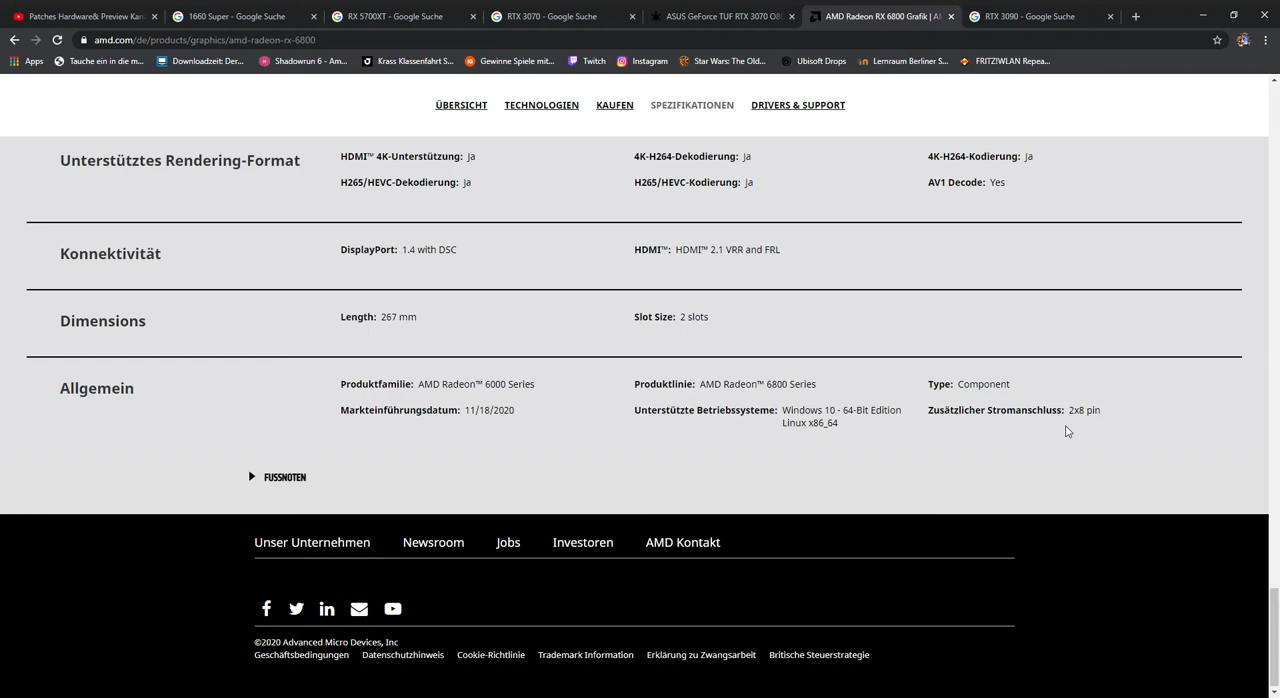 Patches Hardware& Preview Kan
1660 Super - Google Suche
RX 5700XT - Google Suche
RTX 3070 - Google Suche
ASUS GeForce TUF RTX 3070 O8
AMD Radeon RX 6800 Grafik | A
RTX 3090 - Google Suche
amd.com/de/products/graphics/amd-radeon-rx-6800
Apps
Tauche ein in die m...
Downloadzeit: Der...
Shadowrun 6 - Am...
Krass Klassenfahrt S...
Gewinne Spiele mit...
Twitch
Instagram
Star Wars: The Old...
Ubisoft Drops
Lernraum Berliner S...
FRITZ!WLAN Repea...
ÜBERSICHT TECHNOLOGIEN KAUFEN SPEZIFIKATIONEN DRIVERS & SUPPORT
Unterstütztes Rendering-Format
HDMI™ 4K-Unterstützung: Ja
4K-H264-Dekodierung: Ja
4K-H264-Kodierung: Ja
H265/HEVC-Dekodierung: Ja
H265/HEVC-Kodierung: Ja
AV1 Decode: Yes
Konnektivität
DisplayPort: 1.4 with DSC
HDMI™: HDMI™ 2.1 VRR and FRL
Dimensions
Length: 267 mm
Slot Size: 2 slots
Allgemein
Produktfamilie: AMD Radeon™ 6000 Series
Produktlinie: AMD Radeon™ 6800 Series
Type: Component
Markteinführungsdatum: 11/18/2020
Unterstützte Betriebssysteme: Windows 10 - 64-Bit Edition
Linux x86_64
Zusätzlicher Stromanschluss: 2x8 pin
FUSSNOTEN
Unser Unternehmen Newsroom Jobs Investoren AMD Kontakt
©2020 Advanced Micro Devices, Inc
Geschäftsbedingungen Datenschutzhinweis Cookie-Richtlinie Trademark Information Erklärung zu Zwangsarbeit Britische Steuerstrategie